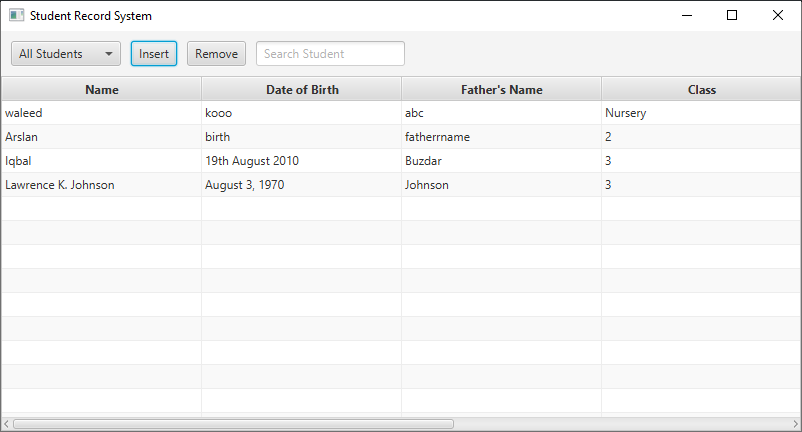 Student Record System
All Students Insert Remove Search Student
Name Date of Birth Father's Name Class
waleed kooo abc Nursery
Arslan birth fatherrname 2
Iqbal 19th August 2010 Buzdar 3
Lawrence K. Johnson August 3, 1970 Johnson 3